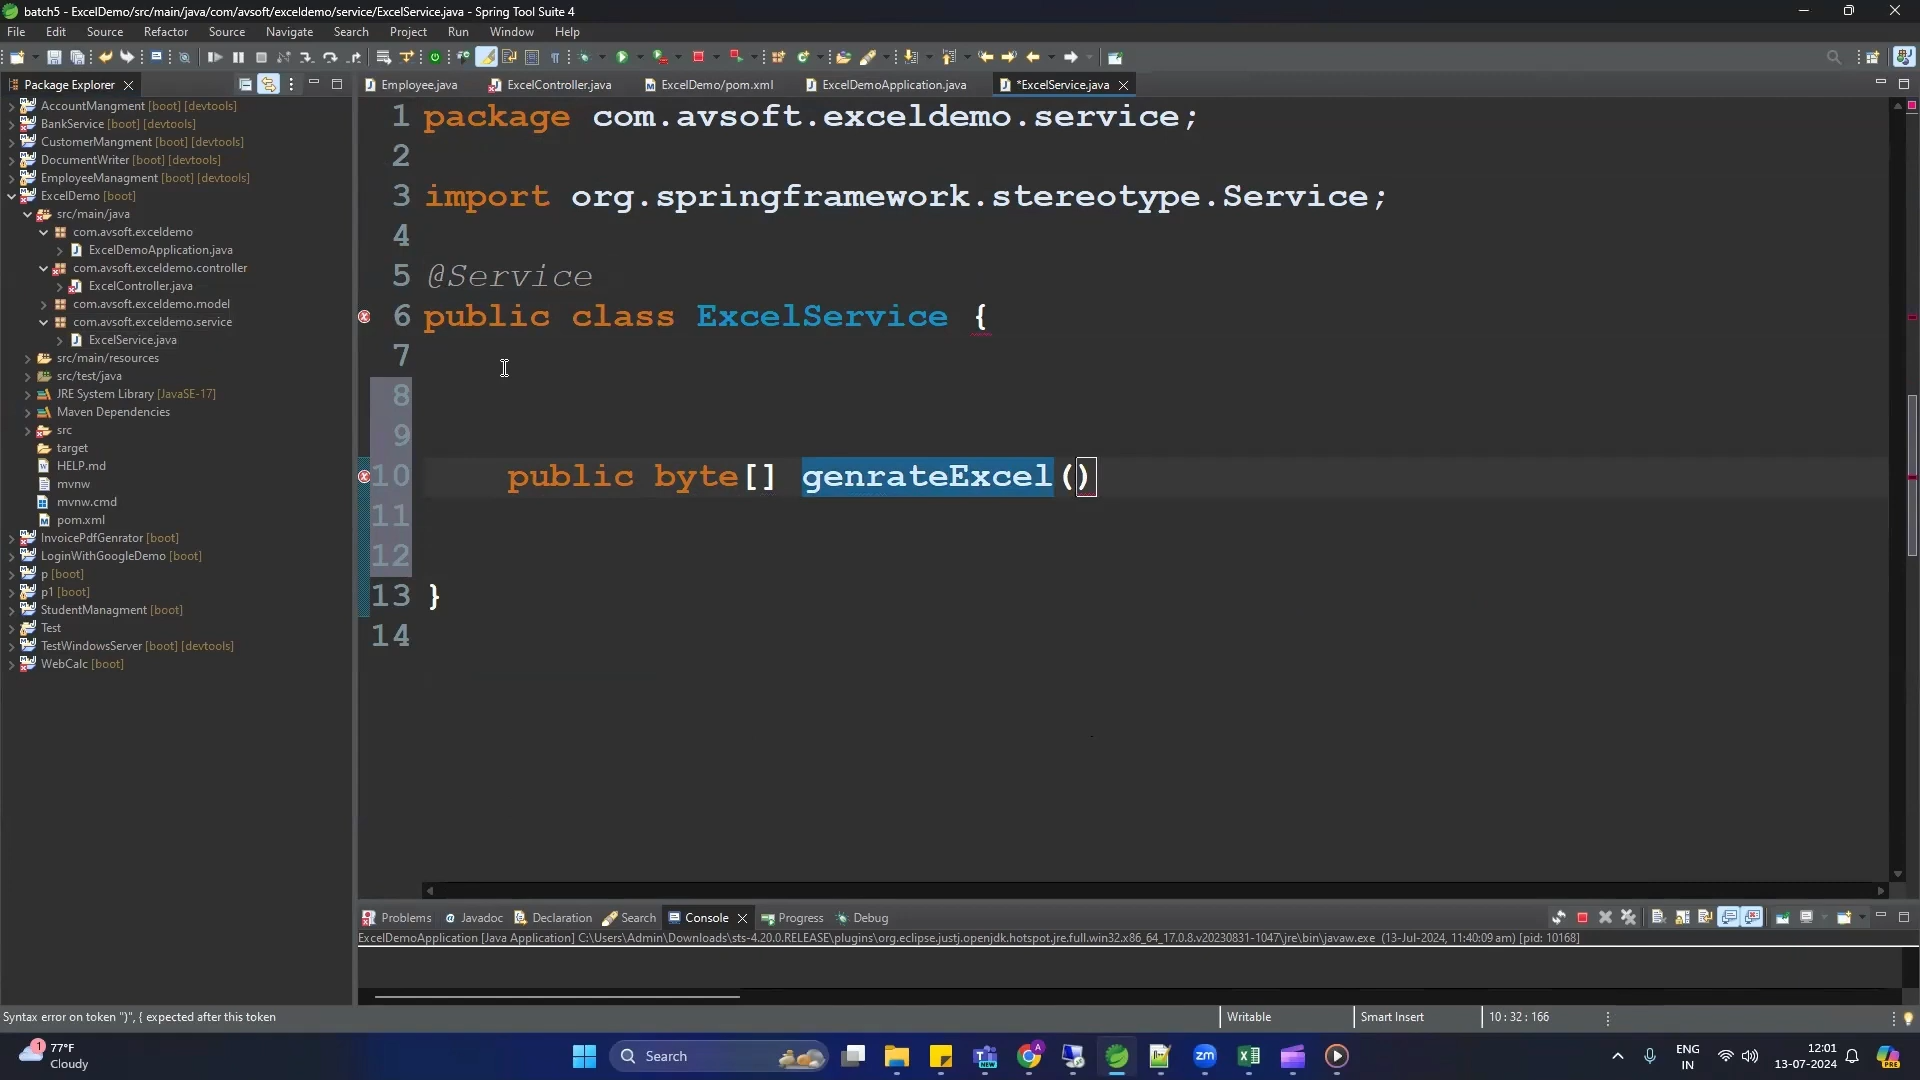 batch5 - ExcelDemo/src/main/java/com/avsoft/exceldemo/service/ExcelService.java - Spring Tool Suite 4
File Edit Source Refactor Source Navigate Search Project Run Window Help
Package Explorer
Employee.java ExcelController.java ExcelDemo/pom.xml ExcelDemoApplication.java *ExcelService.java
AccountManagment [boot] [devtools]
BankService [boot] [devtools]
CustomerMangment [boot] [devtools]
DocumentWriter [boot] [devtools]
EmployeeManagment [boot] [devtools]
ExcelDemo [boot]
src/main/java
com.avsoft.exceldemo
ExcelDemoApplication.java
com.avsoft.exceldemo.controller
ExcelController.java
com.avsoft.exceldemo.model
com.avsoft.exceldemo.service
ExcelService.java
src/main/resources
src/test/java
JRE System Library [JavaSE-17]
Maven Dependencies
src
target
HELP.md
mvnw
mvnw.cmd
pom.xml
InvoicePdfGenrator [boot]
LoginWithGoogleDemo [boot]
p [boot]
p1 [boot]
StudentManagment [boot]
Test
TestWindowsServer [boot] [devtools]
WebCalc [boot]
1 package com.avsoft.exceldemo.service;
2
3 import org.springframework.stereotype.Service;
4
5 @Service
6 public class ExcelService {
7
8
9
10 public byte[] genrateExcel()
11
12
13 }
14
Problems Javadoc Declaration Search Console Progress Debug
ExcelDemoApplication [Java Application] C:\Users\Admin\Downloads\sts-4.20.0.RELEASE\plugins\org.eclipse.justj.openjdk.hotspot.jre.full.win32.x86_64_17.0.8.v20230831-1047\jre\bin\javaw.exe (13-Jul-2024, 11:40:09 am) [pid: 10168]
Syntax error on token ")", { expected after this token
Writable Smart Insert 10 : 32 : 166
1 77°F
Cloudy
Search
NEW
A
zm
ENG
IN
12:01
13-07-2024
PRE